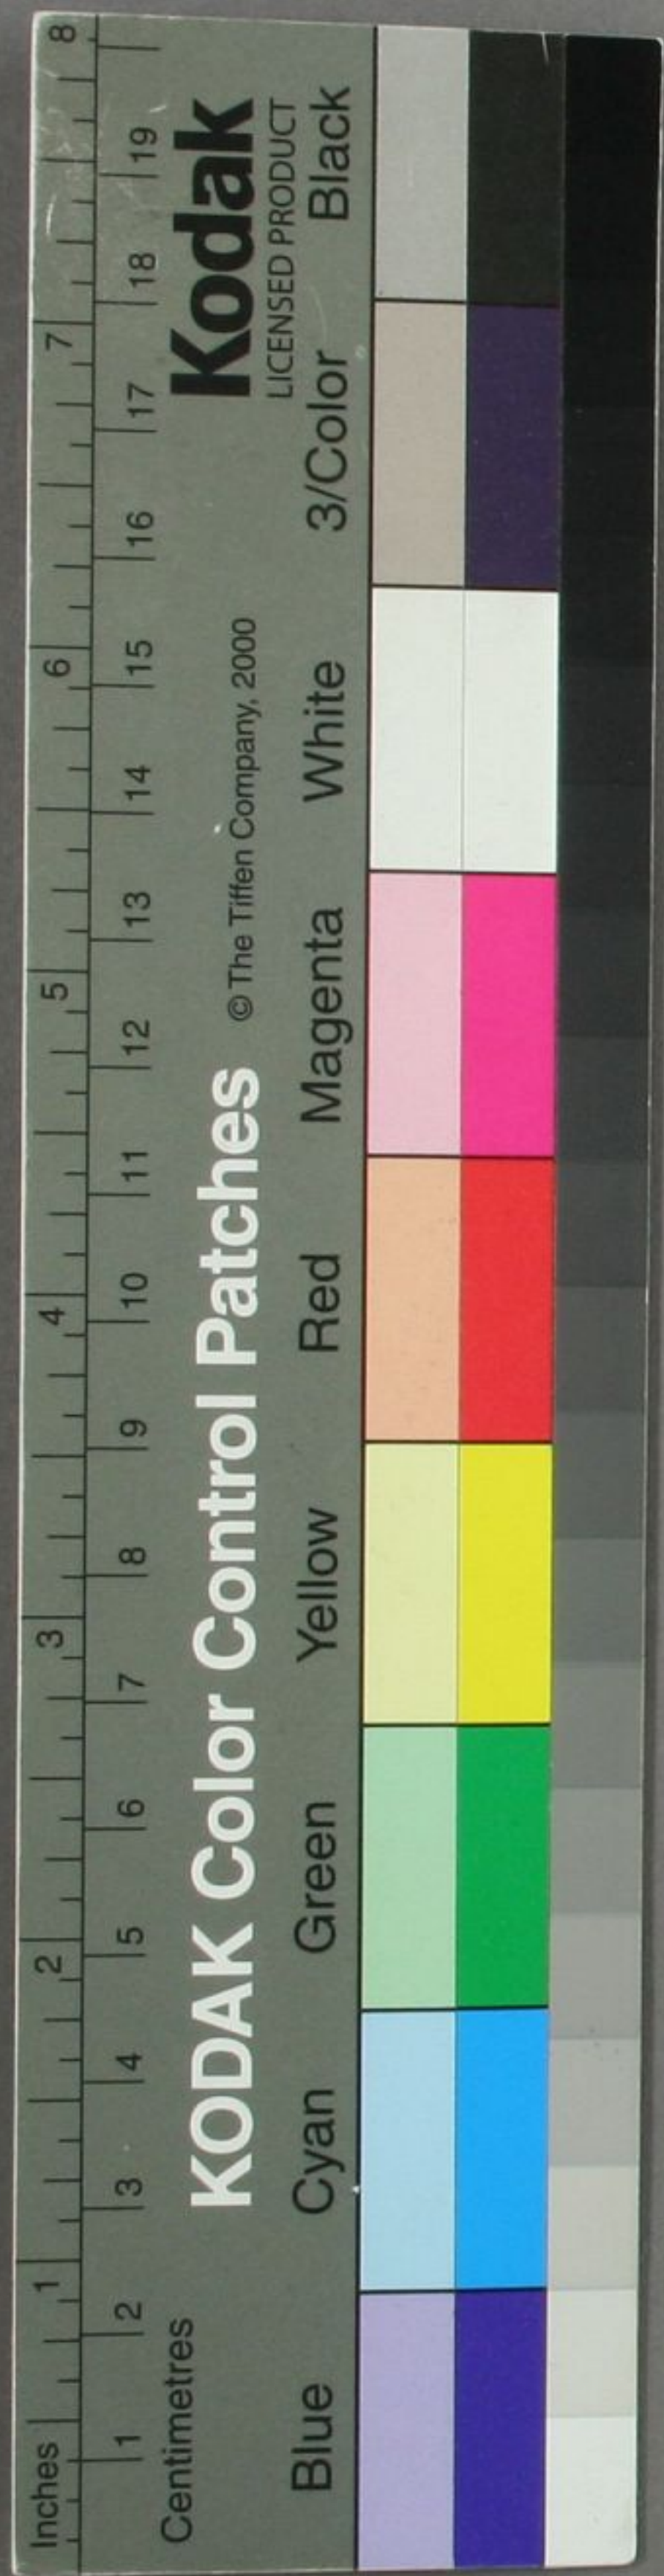 Inches 1 2 3 4 5 6 7 8
1 2 3 4 5 6 7 8 9 10 11 12 13 14 15 16 17 18 19
Centimetres
KODAK Color Control Patches © The Tiffen Company, 2000 Kodak
LICENSED PRODUCT
Blue Cyan Green Yellow Red Magenta White 3/Color Black